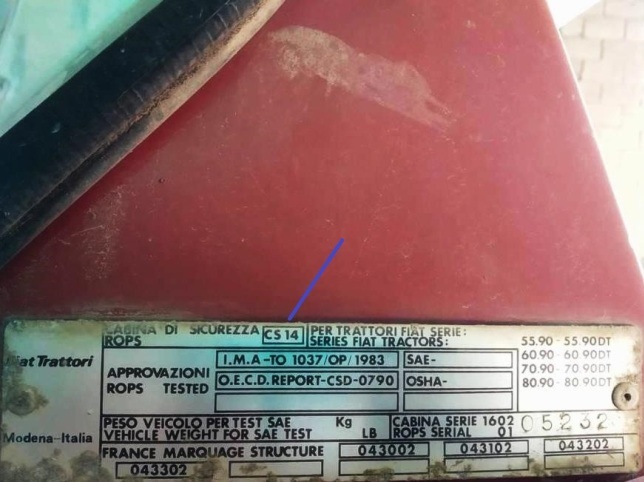 CABINA DI SICUREZZA
ROPS
CS 14
PER TRATTORI FIAT SERIE:
SERIES FIAT TRACTORS:
55.90 - 55.90DT
60.90 - 60.90DT
70.90 - 70.90DT
80.90 - 80.90DT
Fiat Trattori
Modena-Italia
APPROVAZIONI
ROPS TESTED
I.M.A-TO 1037/OP/1983
SAE-
O.E.C.D. REPORT-CSD-0790
OSHA-
PESO VEICOLO PER TEST SAE
VEHICLE WEIGHT FOR SAE TEST
Kg
LB
CABINA SERIE 1602
ROPS SERIAL 01
05232
FRANCE MARQUAGE STRUCTURE
043002
043102
043202
043302